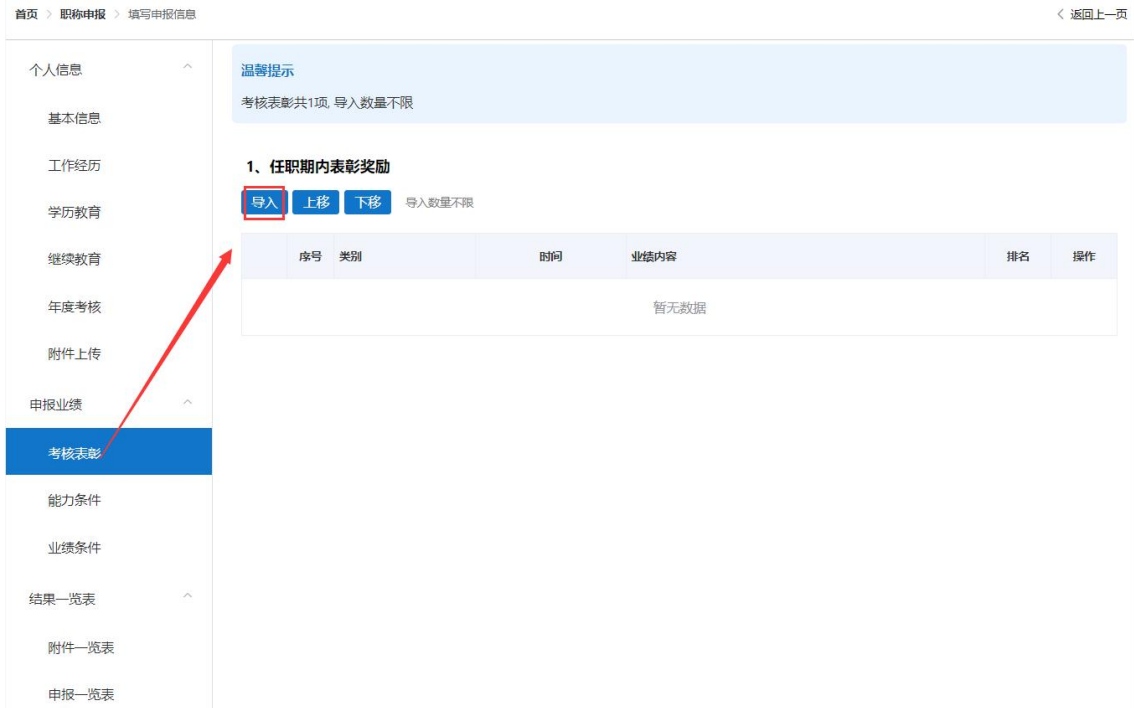 首页 > 职称申报 > 填写申报信息
< 返回上一页
个人信息
基本信息
工作经历
学历教育
继续教育
年度考核
附件上传
申报业绩
考核表彰
能力条件
业绩条件
结果一览表
附件一览表
申报一览表
温馨提示
考核表彰共1项, 导入数量不限
1、任职期内表彰奖励
导入 上移 下移 导入数量不限
序号 类别 时间 业绩内容 排名 操作
暂无数据